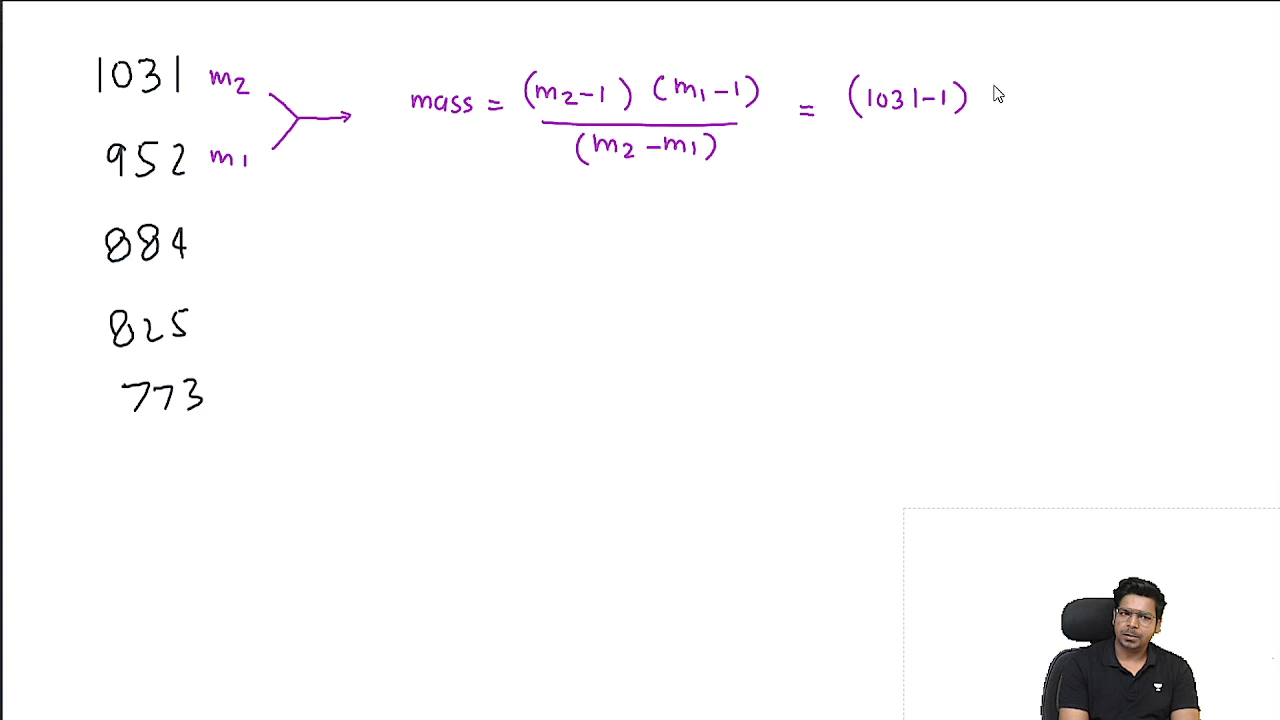 1031 m2
mass = (m2-1) (m1-1) / (m2-m1) = (1031-1)
952 m1
884
825
773